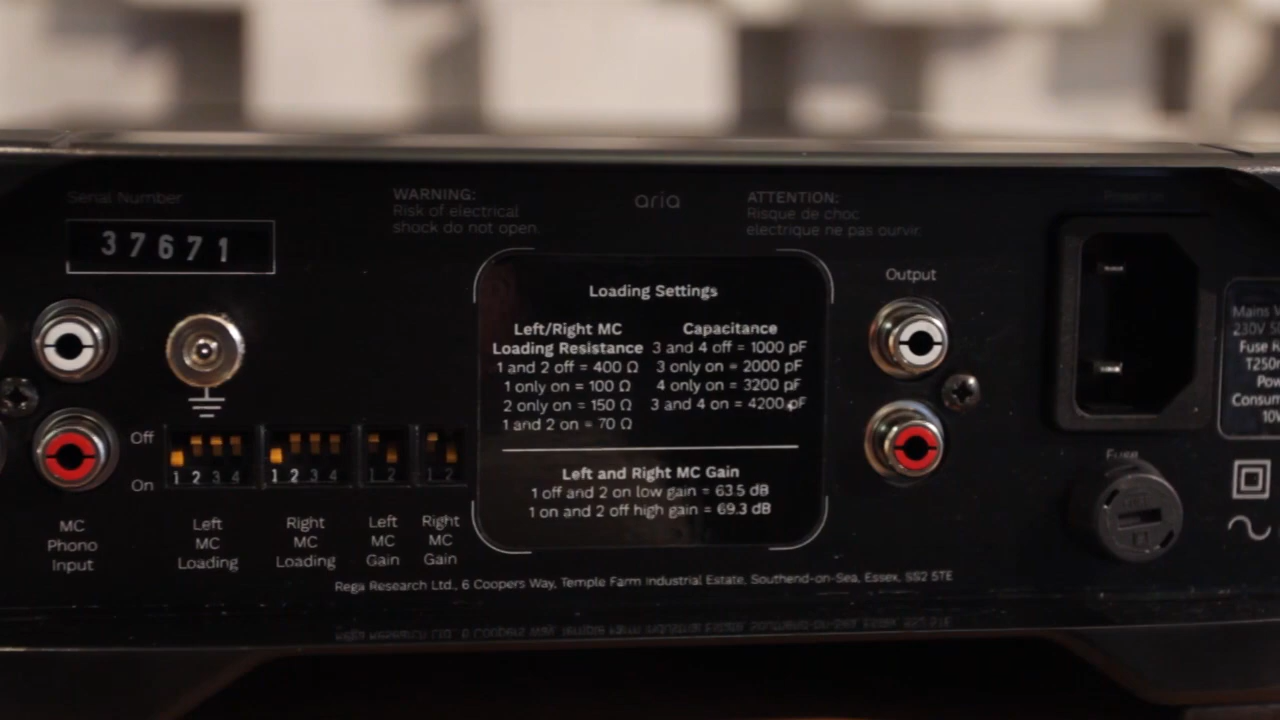 Serial Number
37671
WARNING:
Risk of electrical
shock do not open.
aria
ATTENTION:
Risque de choc
electrique ne pas ouvrir.
Output
Loading Settings
Left/Right MC
Loading Resistance
1 and 2 off = 400 Ω
1 only on = 100 Ω
2 only on = 150 Ω
1 and 2 on = 70 Ω
Capacitance
3 and 4 off = 1000 pF
3 only on = 2000 pF
4 only on = 3200 pF
3 and 4 on = 4200 pF
Left and Right MC Gain
1 off and 2 on low gain = 63.5 dB
1 on and 2 off high gain = 69.3 dB
Off
On
1 2 3 4
1 2 3 4
1 2
1 2
MC
Phono
Input
Left
MC
Loading
Right
MC
Loading
Left
MC
Gain
Right
MC
Gain
Rega Research Ltd., 6 Coopers Way, Temple Farm Industrial Estate, Southend-on-Sea, Essex, SS2 5TE
Fuse
Mains
230V
Fuse